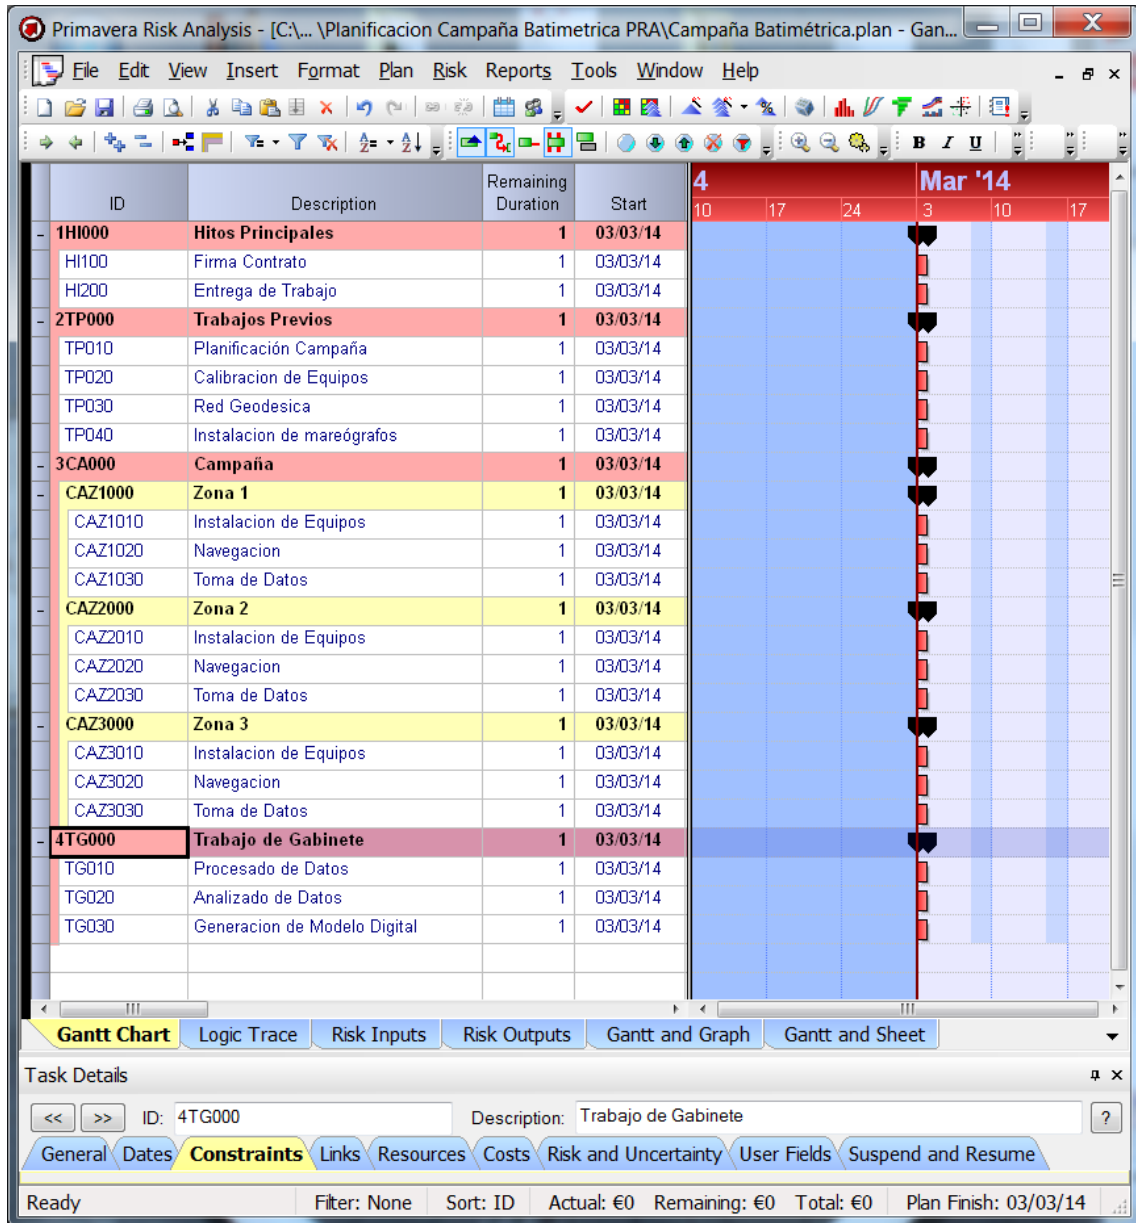 Primavera Risk Analysis - [C:\... \Planificacion Campaña Batimetrica PRA\Campaña Batimétrica.plan - Gan...
File Edit View Insert Format Plan Risk Reports Tools Window Help
B I U
ID Description Remaining Duration Start 4 Mar '14
10 17 24 3 10 17
1HI000 Hitos Principales 1 03/03/14
HI100 Firma Contrato 1 03/03/14
HI200 Entrega de Trabajo 1 03/03/14
2TP000 Trabajos Previos 1 03/03/14
TP010 Planificación Campaña 1 03/03/14
TP020 Calibracion de Equipos 1 03/03/14
TP030 Red Geodesica 1 03/03/14
TP040 Instalacion de mareógrafos 1 03/03/14
3CA000 Campaña 1 03/03/14
CAZ1000 Zona 1 1 03/03/14
CAZ1010 Instalacion de Equipos 1 03/03/14
CAZ1020 Navegacion 1 03/03/14
CAZ1030 Toma de Datos 1 03/03/14
CAZ2000 Zona 2 1 03/03/14
CAZ2010 Instalacion de Equipos 1 03/03/14
CAZ2020 Navegacion 1 03/03/14
CAZ2030 Toma de Datos 1 03/03/14
CAZ3000 Zona 3 1 03/03/14
CAZ3010 Instalacion de Equipos 1 03/03/14
CAZ3020 Navegacion 1 03/03/14
CAZ3030 Toma de Datos 1 03/03/14
4TG000 Trabajo de Gabinete 1 03/03/14
TG010 Procesado de Datos 1 03/03/14
TG020 Analizado de Datos 1 03/03/14
TG030 Generacion de Modelo Digital 1 03/03/14
Gantt Chart Logic Trace Risk Inputs Risk Outputs Gantt and Graph Gantt and Sheet
Task Details
<< >> ID: 4TG000 Description: Trabajo de Gabinete ?
General Dates Constraints Links Resources Costs Risk and Uncertainty User Fields Suspend and Resume
Ready Filter: None Sort: ID Actual: €0 Remaining: €0 Total: €0 Plan Finish: 03/03/14